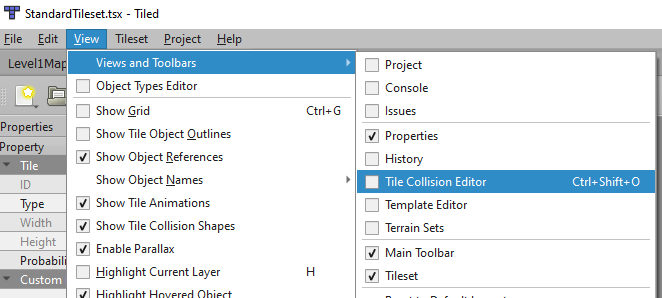 StandardTileset.tsx - Tiled
File Edit View Tileset Project Help
Level1Map
Views and Toolbars
Object Types Editor
Show Grid Ctrl+G
Show Tile Object Outlines
Show Object References
Show Object Names
Show Tile Animations
Show Tile Collision Shapes
Enable Parallax
Highlight Current Layer H
Highlight Hovered Object
Project
Console
Issues
Properties
History
Tile Collision Editor Ctrl+Shift+O
Template Editor
Terrain Sets
Main Toolbar
Tileset
Properties
Property
Tile
ID
Type
Width
Height
Probabili
Custom